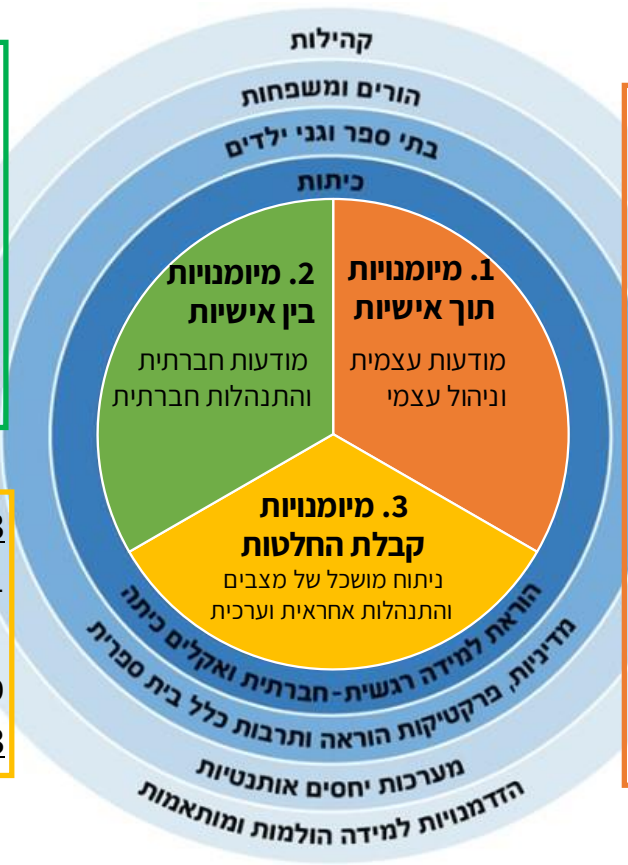 קהילות
הורים ומשפחות
בתי ספר וגני ילדים
כיתות
1. מיומנויות
תוך אישיות
מודעות עצמית
וניהול עצמי
2. מיומנויות
בין אישיות
מודעות חברתית
והתנהלות חברתית
3. מיומנויות
קבלת החלטות
ניתוח מושכל של מצבים
והתנהלות אחראית וערכית
הוראת למידה רגשית-חברתית ואקלים כיתה
מדיניות, פרקטיקות הוראה ותרבות כלל בית ספרית
מערכות יחסים אותנטיות
הזדמנויות למידה הולמות ומותאמות